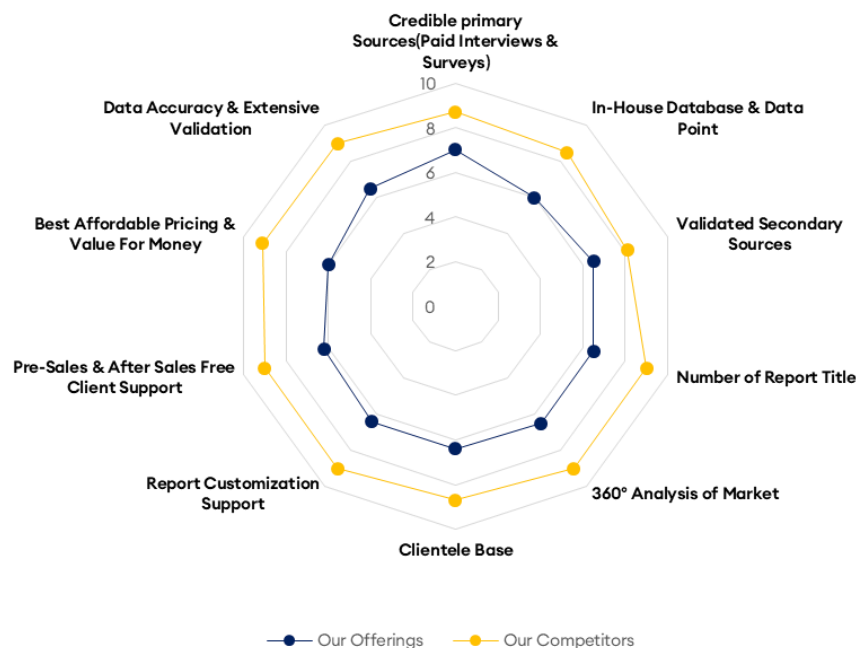 Credible primary
Sources(Paid Interviews &
Surveys)
10
8
6
4
2
0
In-House Database & Data
Point
Validated Secondary
Sources
Number of Report Title
360° Analysis of Market
Clientele Base
Report Customization
Support
Pre-Sales & After Sales Free
Client Support
Best Affordable Pricing &
Value For Money
Data Accuracy & Extensive
Validation
Our Offerings
Our Competitors